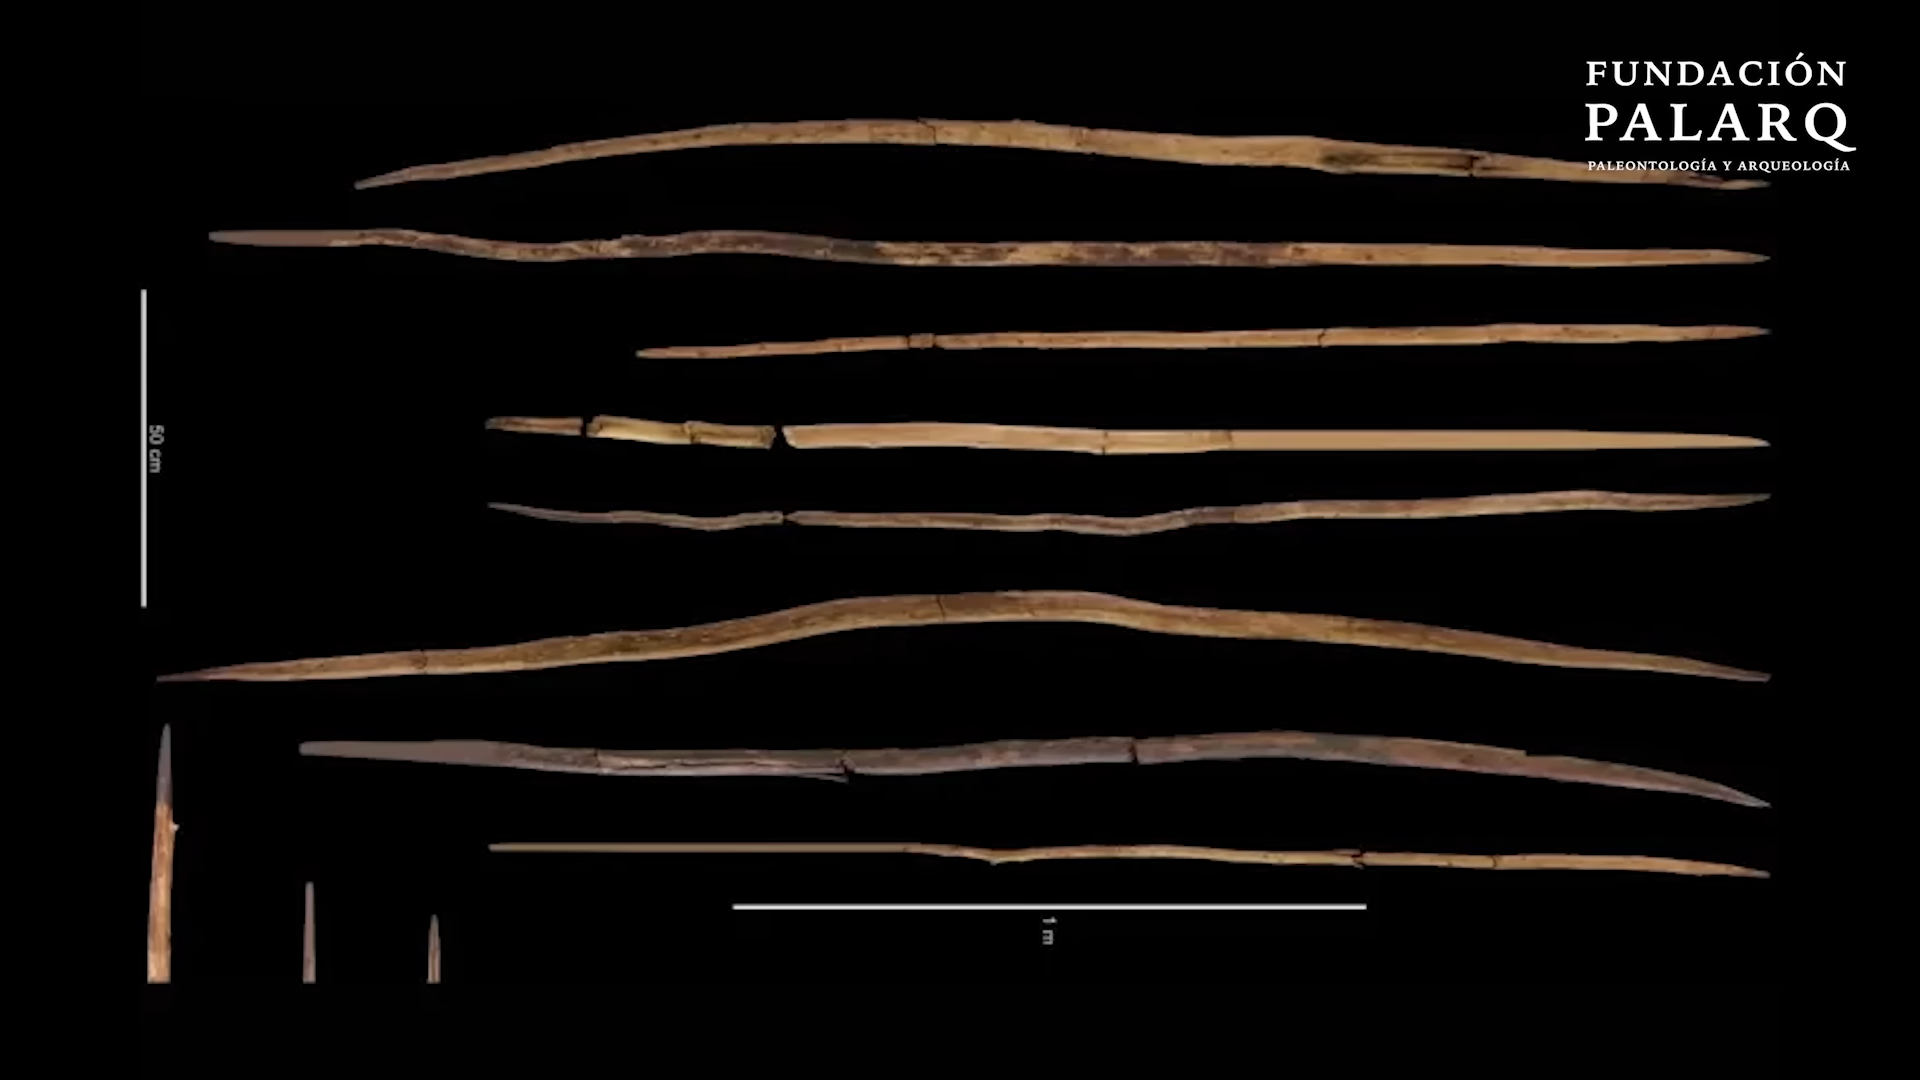 FUNDACIÓN
PALARQ
PALEONTOLOGÍA Y ARQUEOLOGÍA
50 cm
1 m